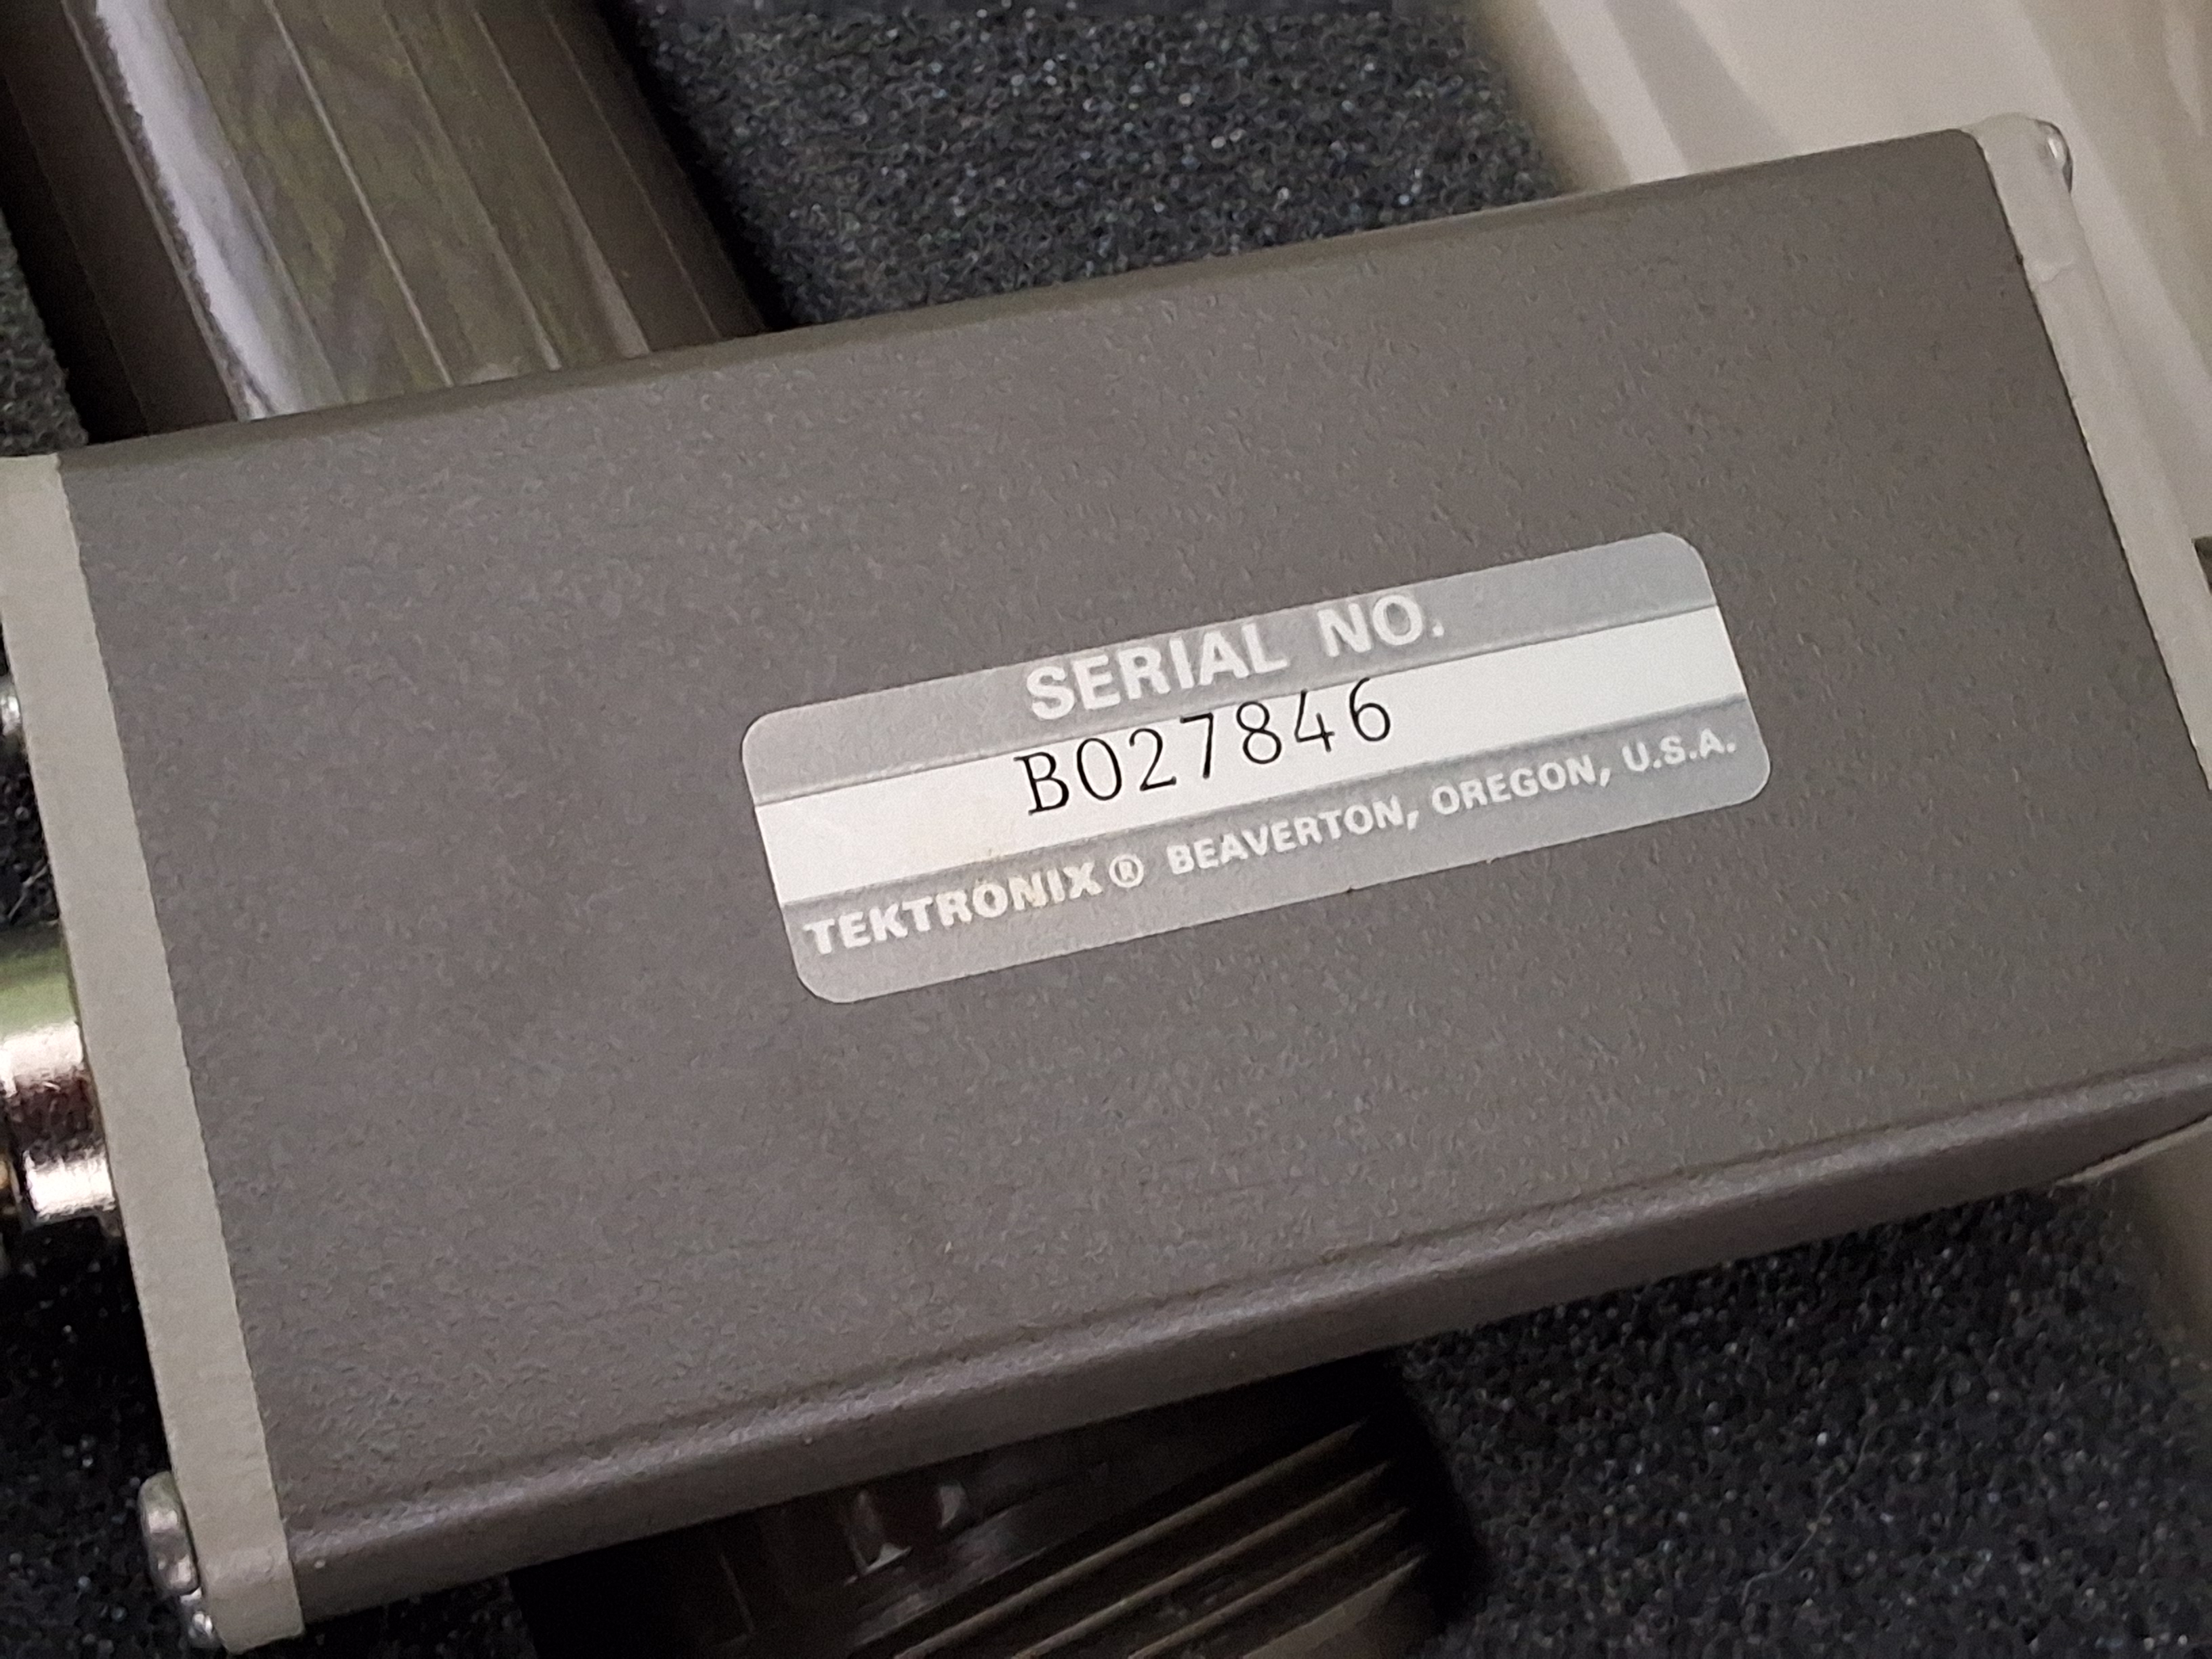 SERIAL NO.
B027846
TEKTRONIX® BEAVERTON, OREGON, U.S.A.